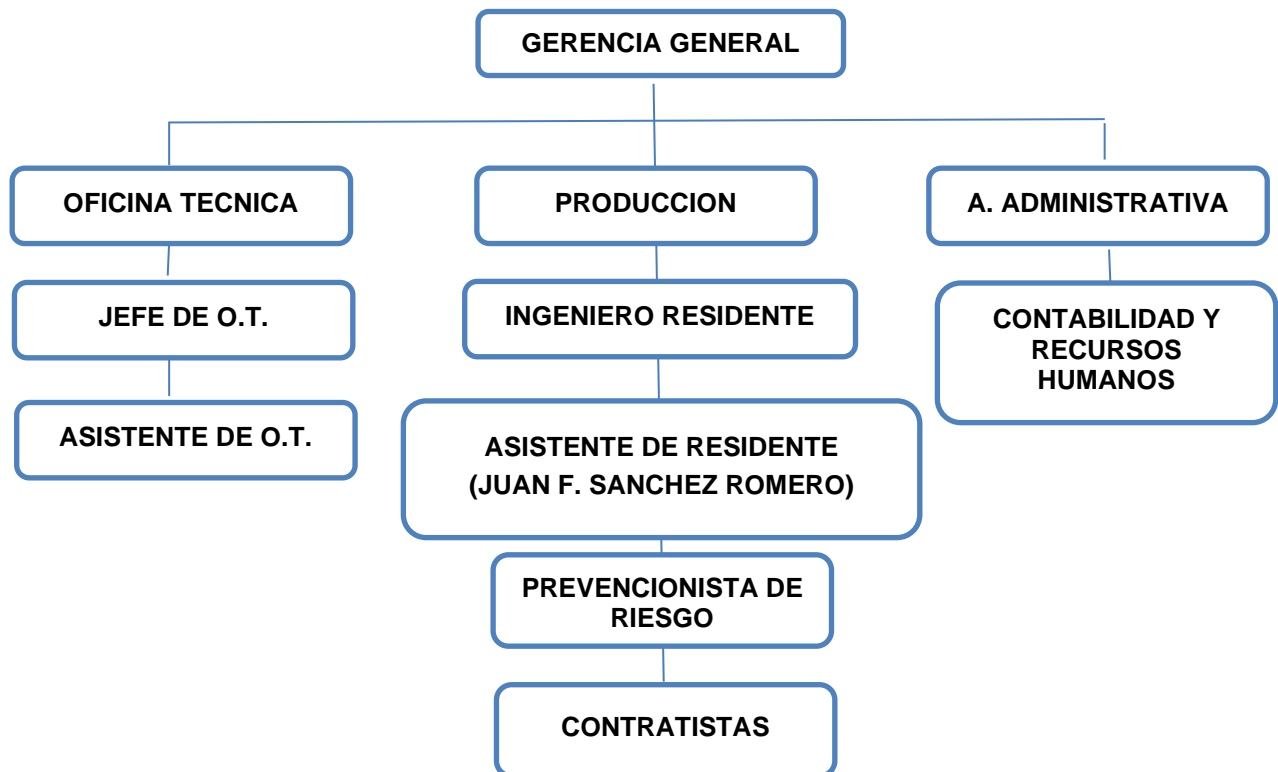 GERENCIA GENERAL
OFICINA TECNICA
PRODUCCION
A. ADMINISTRATIVA
JEFE DE O.T.
INGENIERO RESIDENTE
CONTABILIDAD Y
RECURSOS
HUMANOS
ASISTENTE DE O.T.
ASISTENTE DE RESIDENTE
(JUAN F. SANCHEZ ROMERO)
PREVENCIONISTA DE
RIESGO
CONTRATISTAS